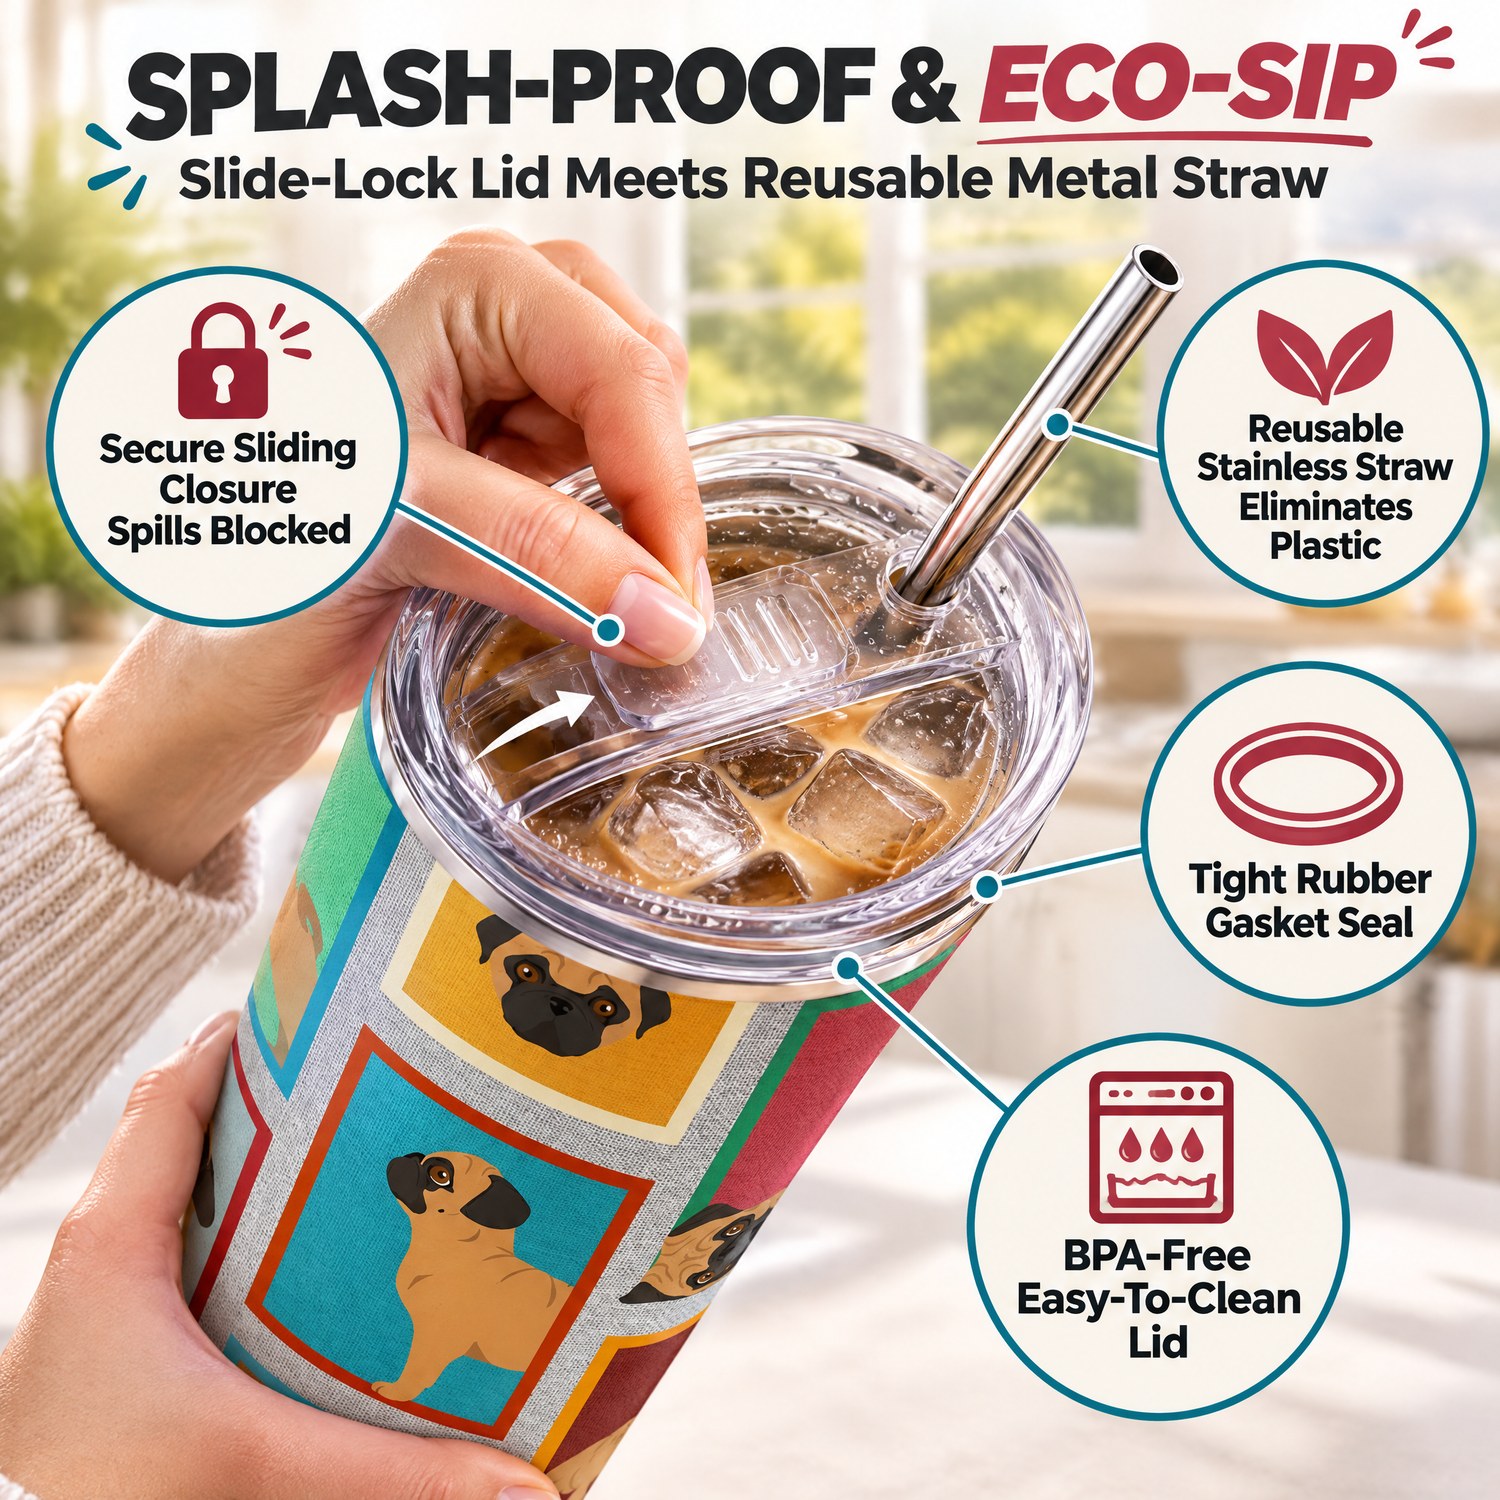 SPLASH-PROOF & ECO-SIP
Slide-Lock Lid Meets Reusable Metal Straw
Secure Sliding
Closure
Spills Blocked
Reusable
Stainless Straw
Eliminates
Plastic
Tight Rubber
Gasket Seal
BPA-Free
Easy-To-Clean
Lid